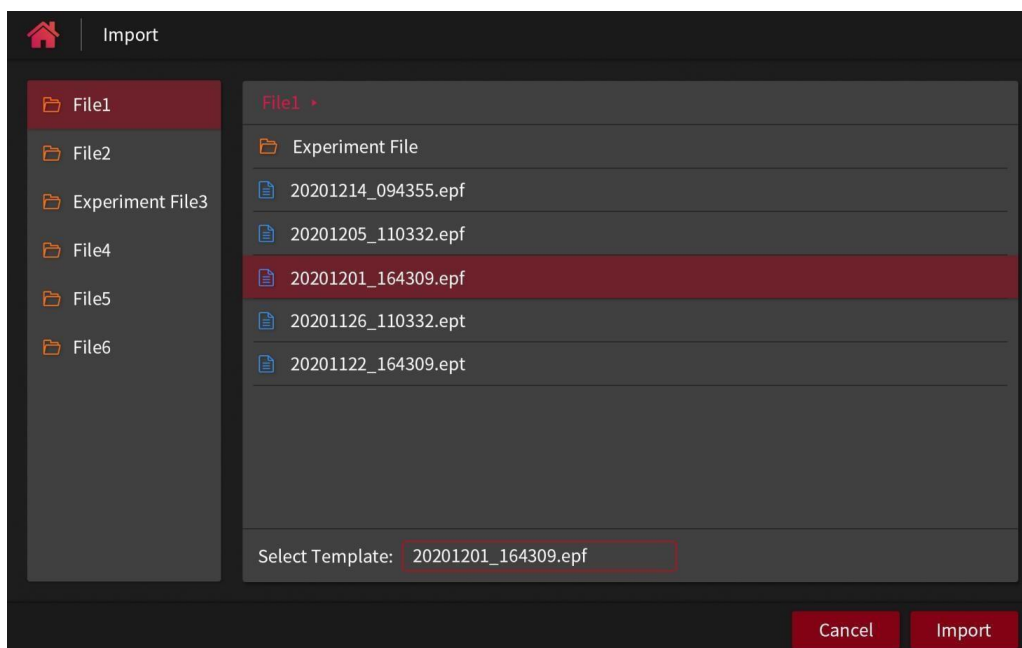 Import
File1
File2
Experiment File3
File4
File5
File6
File1
Experiment File
20201214_094355.epf
20201205_110332.epf
20201201_164309.epf
20201126_110332.ept
20201122_164309.ept
Select Template: 20201201_164309.epf
Cancel Import